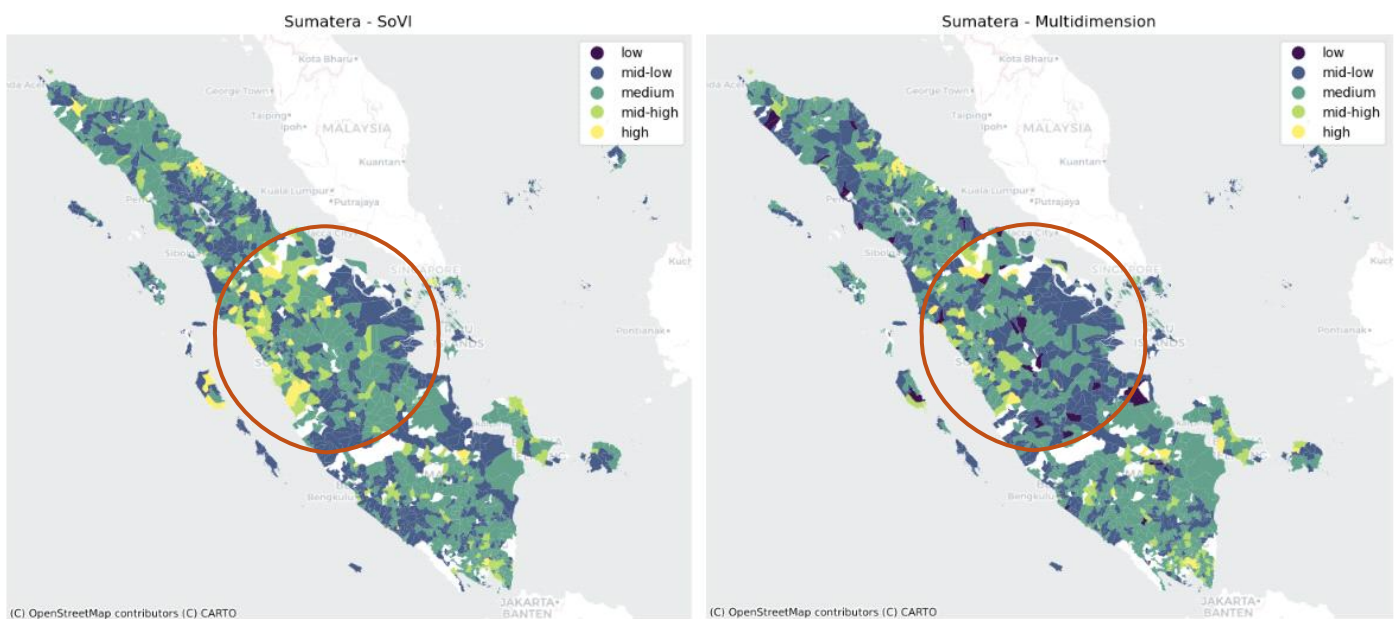 Sumatera - SoVI
low
mid-low
medium
mid-high
high
Kota Bharu
George Town
Taiping
Ipoh
MALAYSIA
Kuantan
Kuala Lumpur
Putrajaya
SINGAPORE
Pontianak
Bengkulu
JAKARTA
BANTEN
(C) OpenStreetMap contributors (C) CARTO
Sumatera - Multidimension
low
mid-low
medium
mid-high
high
Kota Bharu
George Town
Taiping
Ipoh
MALAYSIA
Kuantan
Kuala Lumpur
Putrajaya
SINGAPORE
Pontianak
Bengkulu
JAKARTA
BANTEN
(C) OpenStreetMap contributors (C) CARTO